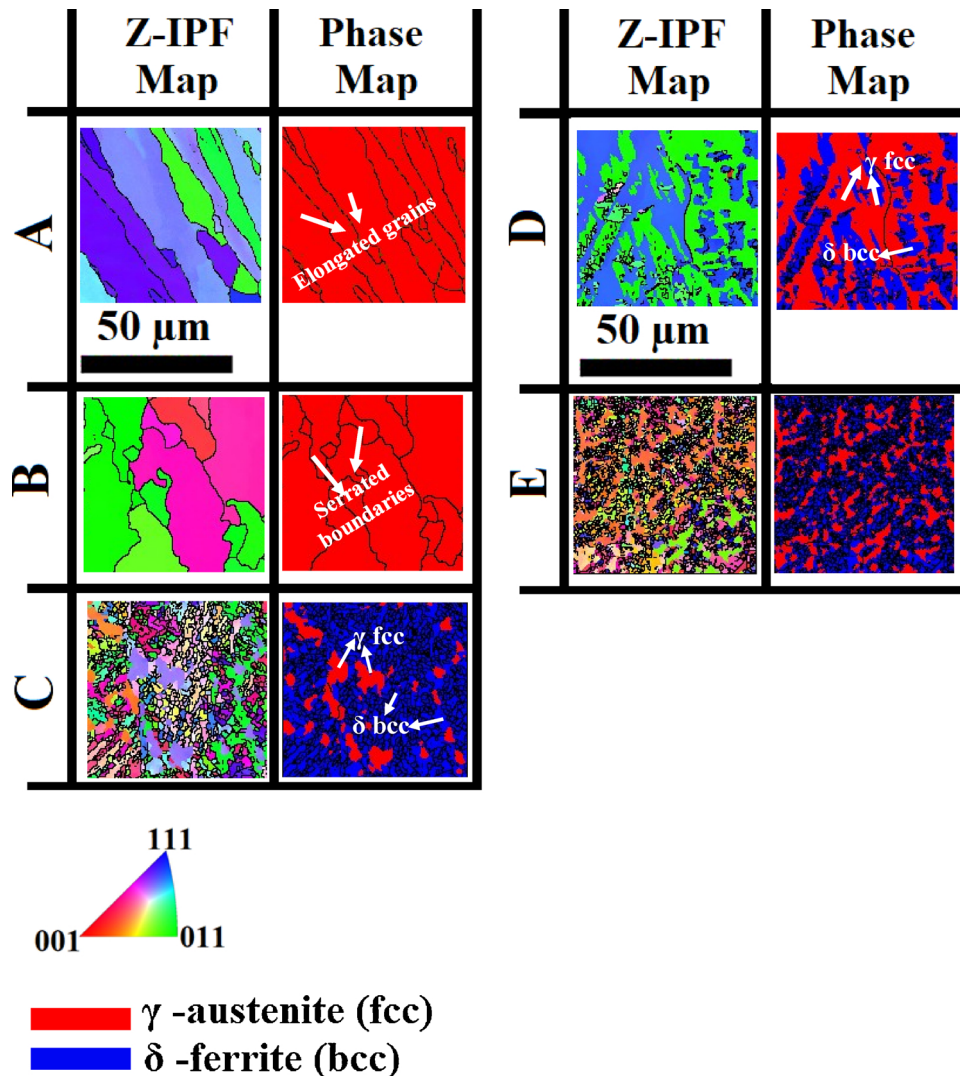 Z-IPF Map
Phase Map
A
Elongated grains
50 μm
B
Serrated boundaries
C
γ fcc
δ bcc
Z-IPF Map
Phase Map
D
γ fcc
δ bcc
50 μm
E
111
001
011
γ -austenite (fcc)
δ -ferrite (bcc)